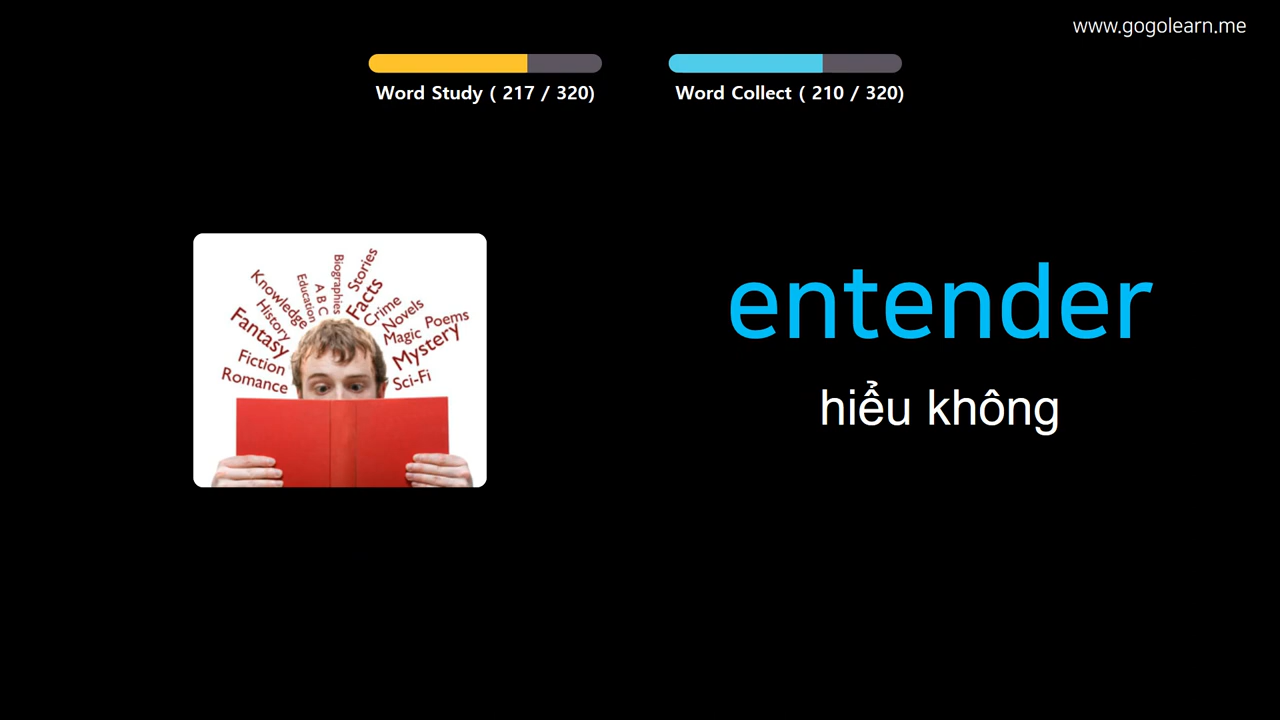 www.gogolearn.me
Word Study ( 217 / 320)
Word Collect ( 210 / 320)
Knowledge
History
Education
A B C
Biographies
Stories
Facts
Crime
Novels
Magic
Poems
Mystery
Sci-Fi
Fantasy
Fiction
Romance
entender
hiểu không